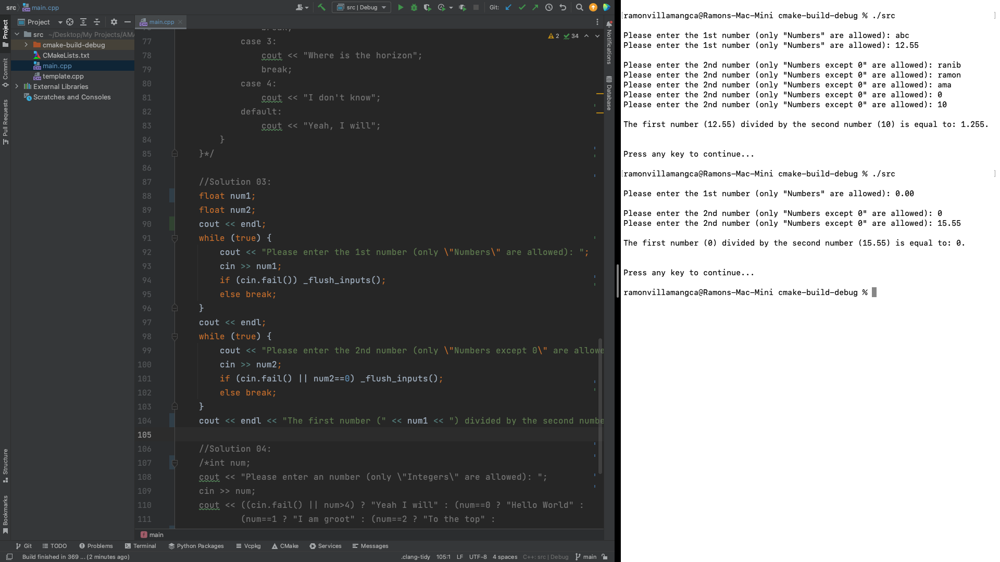 src
main.cpp
src | Debug
Git:
Project
main.cpp
src ~/Desktop/My Projects/AMA
cmake-build-debug
CMakeLists.txt
main.cpp
template.cpp
External Libraries
Scratches and Consoles
Project
Commit
Pull Requests
Structure
Bookmarks
2 34
77 case 3:
78 cout << "Where is the horizon";
79 break;
80 case 4:
81 cout << "I don't know";
82 default:
83 cout << "Yeah, I will";
84 }
85 }*/
86
87 //Solution 03:
88 float num1;
89 float num2;
90 cout << endl;
91 while (true) {
92 cout << "Please enter the 1st number (only \"Numbers\" are allowed): ";
93 cin >> num1;
94 if (cin.fail()) _flush_inputs();
95 else break;
96 }
97 cout << endl;
98 while (true) {
99 cout << "Please enter the 2nd number (only \"Numbers except 0\" are allowe
100 cin >> num2;
101 if (cin.fail() || num2==0) _flush_inputs();
102 else break;
103 }
104 cout << endl << "The first number (" << num1 << ") divided by the second numbe
105
106 //Solution 04:
107 /*int num;
108 cout << "Please enter an number (only \"Integers\" are allowed): ";
109 cin >> num;
110 cout << ((cin.fail() || num>4) ? "Yeah I will" : (num==0 ? "Hello World" :
111 (num==1 ? "I am groot" : (num==2 ? "To the top" :
main
Notifications
Database
Git TODO Problems Terminal Python Packages Vcpkg CMake Services Messages
Build finished in 369 ... (2 minutes ago)
.clang-tidy 105:1 LF UTF-8 4 spaces C++: src | Debug main
[ramonvillamangca@Ramons-Mac-Mini cmake-build-debug % ./src ]
Please enter the 1st number (only "Numbers" are allowed): abc
Please enter the 1st number (only "Numbers" are allowed): 12.55
Please enter the 2nd number (only "Numbers except 0" are allowed): ranib
Please enter the 2nd number (only "Numbers except 0" are allowed): ramon
Please enter the 2nd number (only "Numbers except 0" are allowed): ama
Please enter the 2nd number (only "Numbers except 0" are allowed): 0
Please enter the 2nd number (only "Numbers except 0" are allowed): 10
The first number (12.55) divided by the second number (10) is equal to: 1.255.
Press any key to continue...
[ramonvillamangca@Ramons-Mac-Mini cmake-build-debug % ./src ]
Please enter the 1st number (only "Numbers" are allowed): 0.00
Please enter the 2nd number (only "Numbers except 0" are allowed): 0
Please enter the 2nd number (only "Numbers except 0" are allowed): 15.55
The first number (0) divided by the second number (15.55) is equal to: 0.
Press any key to continue...
ramonvillamangca@Ramons-Mac-Mini cmake-build-debug %